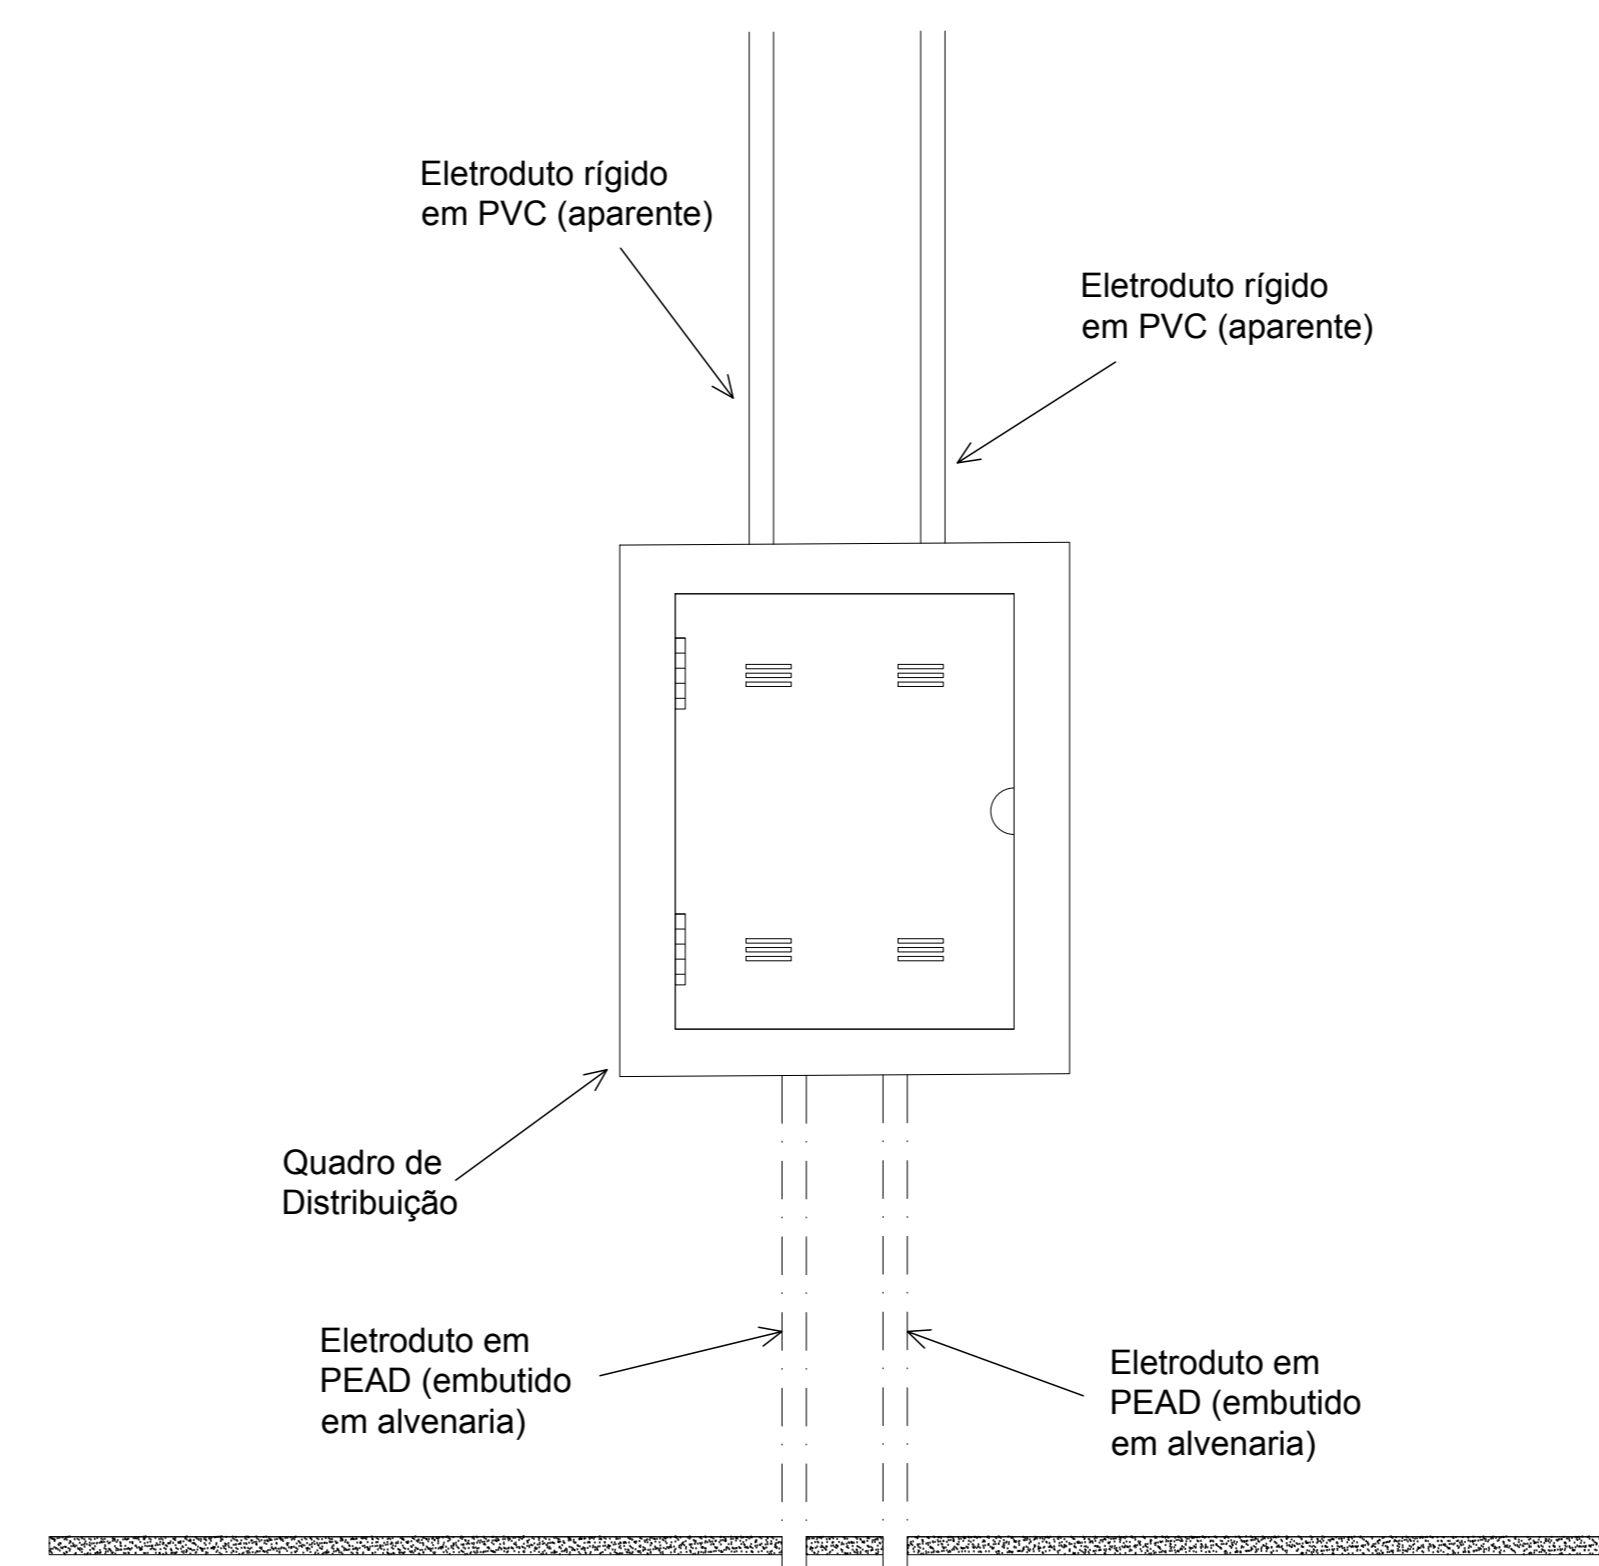 Eletroduto rígido
em PVC (aparente)
Eletroduto rígido
em PVC (aparente)
Quadro de
Distribuição
Eletroduto em
PEAD (embutido
em alvenaria)
Eletroduto em
PEAD (embutido
em alvenaria)